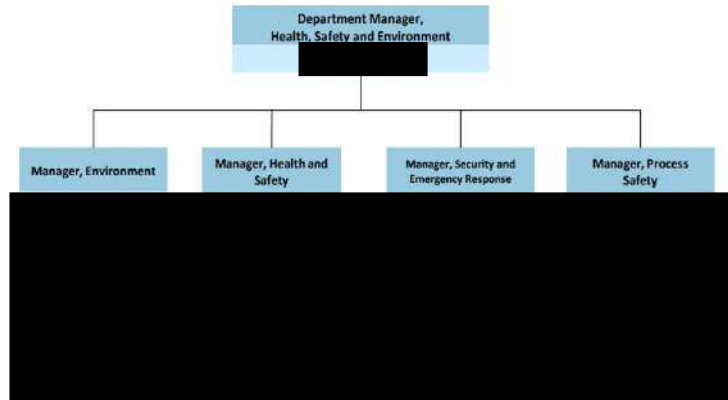 Department Manager,
Health, Safety and Environment
Manager, Environment
Manager, Health and
Safety
Manager, Security and
Emergency Response
Manager, Process
Safety